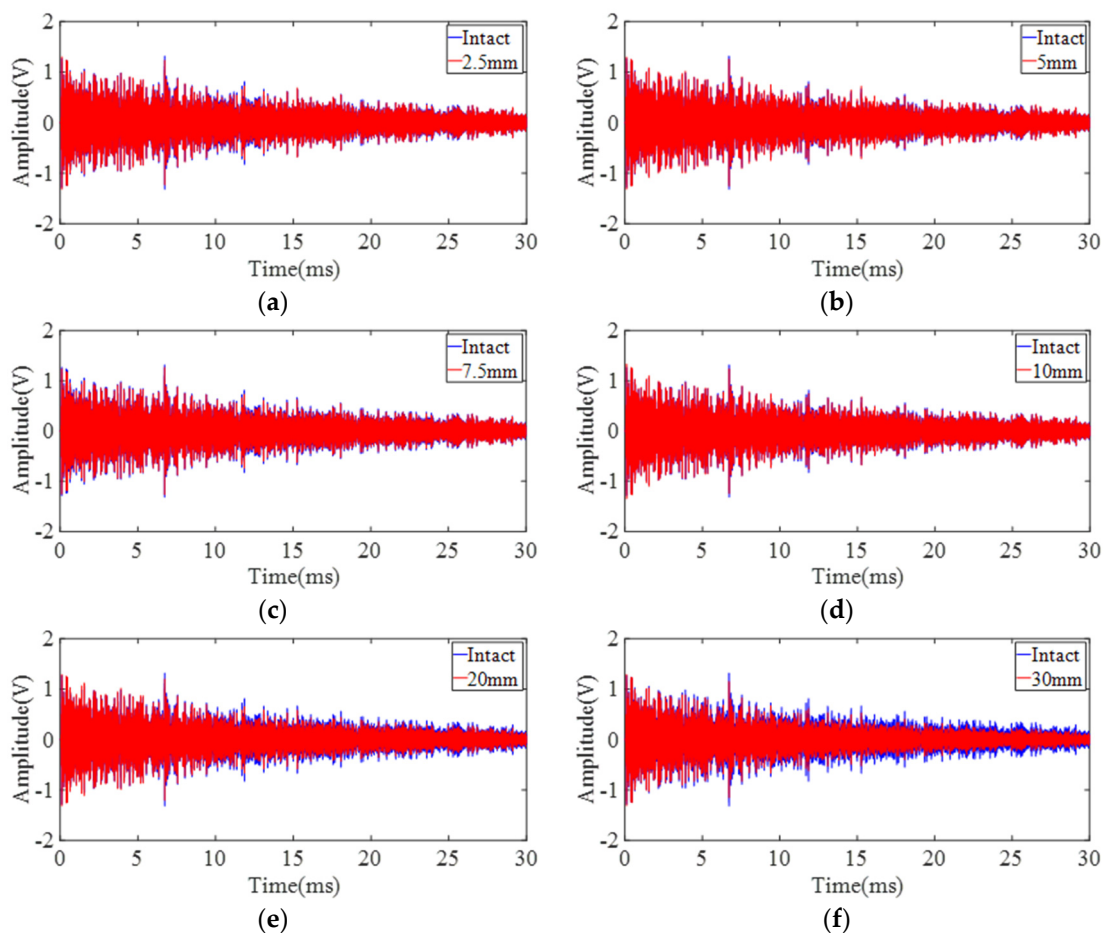 2
1
0
-1
-2
Amplitude(V)
Intact
2.5mm
0 5 10 15 20 25 30
Time(ms)
(a)
2
1
0
-1
-2
Amplitude(V)
Intact
5mm
0 5 10 15 20 25 30
Time(ms)
(b)
2
1
0
-1
-2
Amplitude(V)
Intact
7.5mm
0 5 10 15 20 25 30
Time(ms)
(c)
2
1
0
-1
-2
Amplitude(V)
Intact
10mm
0 5 10 15 20 25 30
Time(ms)
(d)
2
1
0
-1
-2
Amplitude(V)
Intact
20mm
0 5 10 15 20 25 30
Time(ms)
(e)
2
1
0
-1
-2
Amplitude(V)
Intact
30mm
0 5 10 15 20 25 30
Time(ms)
(f)